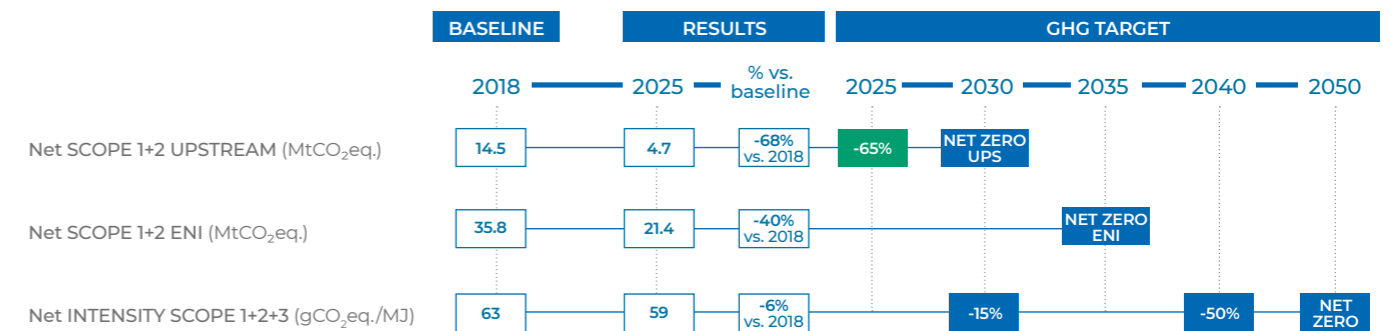 BASELINE RESULTS GHG TARGET
2018 2025 % vs. baseline 2025 2030 2035 2040 2050
Net SCOPE 1+2 UPSTREAM (MtCO₂eq.) 14.5 4.7 -68% vs. 2018 -65% NET ZERO UPS
Net SCOPE 1+2 ENI (MtCO₂eq.) 35.8 21.4 -40% vs. 2018 NET ZERO ENI
Net INTENSITY SCOPE 1+2+3 (gCO₂eq./MJ) 63 59 -6% vs. 2018 -15% -50% NET ZERO